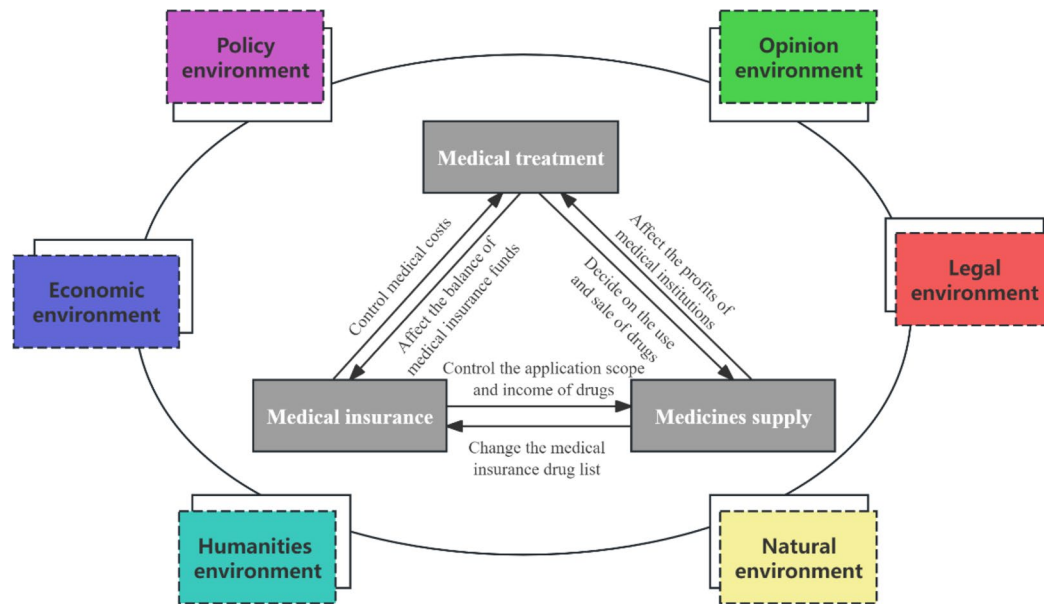 Policy
environment
Opinion
environment
Medical treatment
Control medical costs
Affect the balance of
medical insurance funds
Affect the profits of
medical institutions
Decide on the use
and sale of drugs
Economic
environment
Legal
environment
Control the application scope
and income of drugs
Medical insurance
Medicines supply
Change the medical
insurance drug list
Humanities
environment
Natural
environment